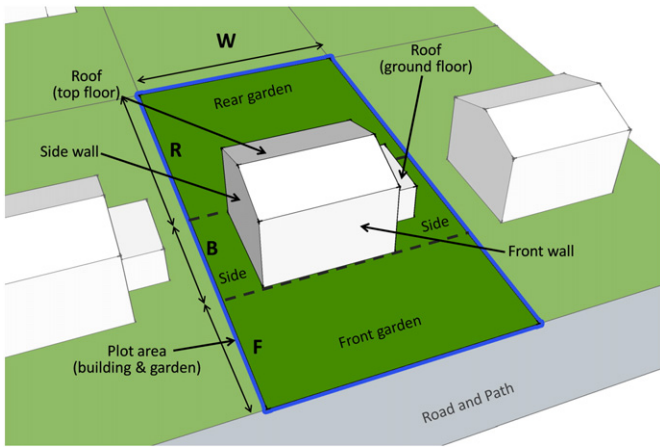 W
Roof
(top floor)
Roof
(ground floor)
Rear garden
R
Side wall
B
Side
Side
Front wall
Plot area
(building & garden)
F
Front garden
Road and Path